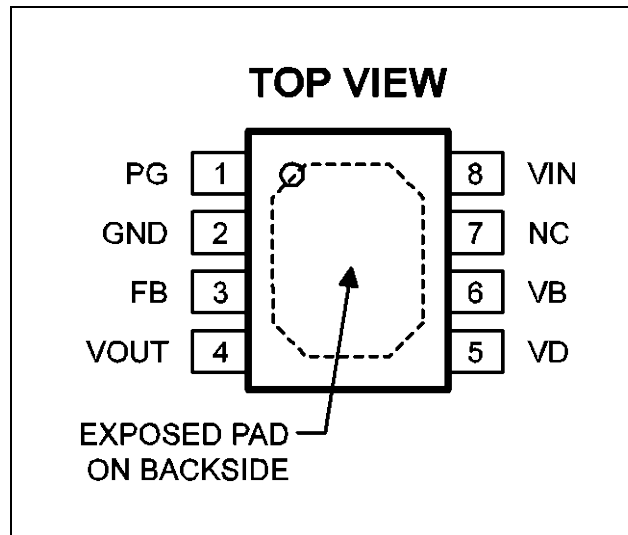 TOP VIEW
PG 1 8 VIN
GND 2 7 NC
FB 3 6 VB
VOUT 4 5 VD
EXPOSED PAD
ON BACKSIDE